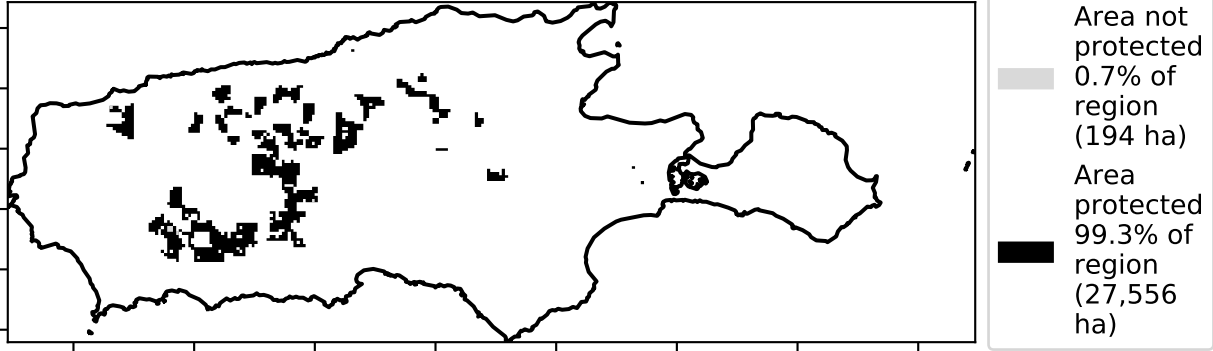 Area not
protected
0.7% of
region
(194 ha)
Area
protected
99.3% of
region
(27,556
ha)